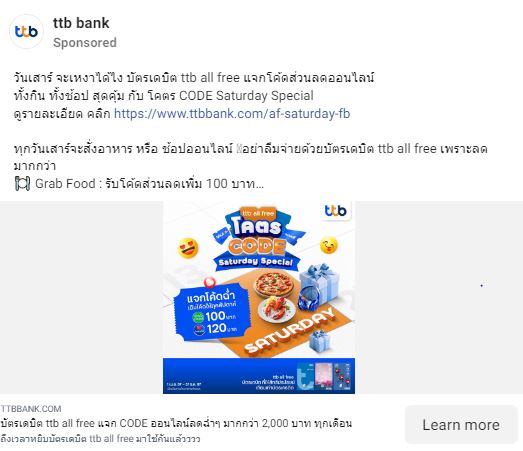 ttb
ttb bank
Sponsored
วันเสาร์ จะเหงาได้ไง บัตรเดบิต ttb all free แจกโค้ดส่วนลดออนไลน์
ทั้งกิน ทั้งช้อป สุดคุ้ม กับ โคตร CODE Saturday Special
ดูรายละเอียด คลิก https://www.ttbbank.com/af-saturday-fb
ทุกวันเสาร์จะสั่งอาหาร หรือ ช้อปออนไลน์ อย่าลืมจ่ายด้วยบัตรเดบิต ttb all free เพราะลด
มากกว่า
🍽 Grab Food : รับโค้ดส่วนลดเพิ่ม 100 บาท...
ttb all free
ttb
โคตร
CODE
Saturday Special
แจกโค้ดฉ่ำ
100 บาท
120 บาท
SATURDAY
ttb all free
TTBBANK.COM
บัตรเดบิต ttb all free แจก CODE ออนไลน์ลดฉ่ำๆ มากกว่า 2,000 บาท ทุกเดือน
ถึงเวลาหยิบบัตรเดบิต ttb all free มาใช้กันแล้วววว
Learn more